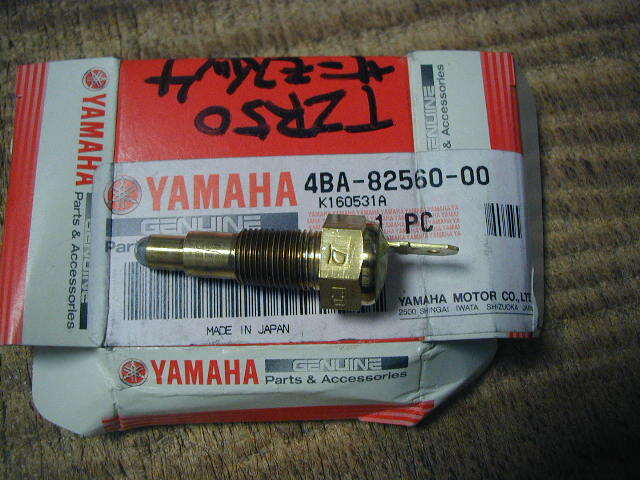 TZR50
サーモスイッチ
YAMAHA
GENUINE
Parts & Accessories
YAMAHA
GENUINE
Parts
4BA-82560-00
K160531A
1 PC
YAMAHA MOTOR CO., LTD
2500 SHINGAI IWATA SHIZUOKA JAPAN
MADE IN JAPAN
YAMAHA
GENUINE
Parts & Accessories
GENUINE
Parts & Accessories